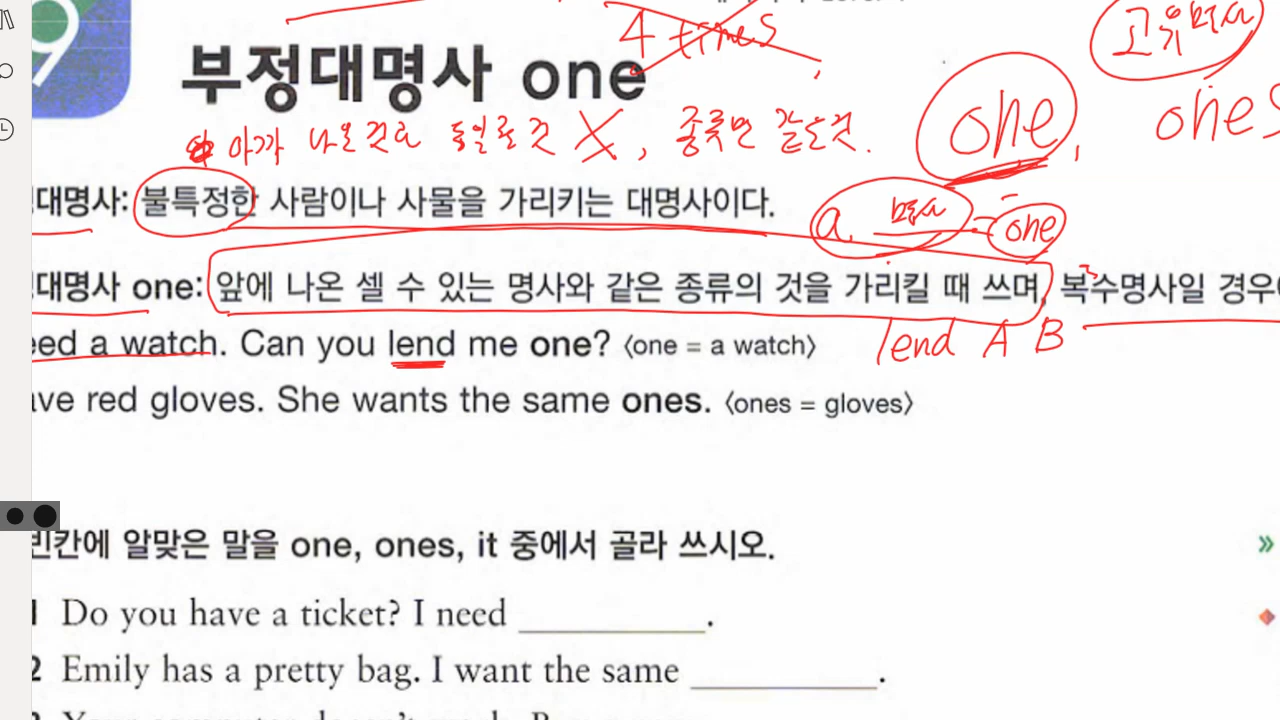 9
4 times
고유명사
부정대명사 one
one, ones
아까 나온 것과 동일한 것 X, 종류만 같은 것.
대명사: 불특정한 사람이나 사물을 가리키는 대명사이다.
a 명사 = one
대명사 one: 앞에 나온 셀 수 있는 명사와 같은 종류의 것을 가리킬 때 쓰며, 복수명사일 경우
eed a watch. Can you lend me one? 〈one = a watch〉
lend A B
ave red gloves. She wants the same ones. 〈ones = gloves〉
빈칸에 알맞은 말을 one, ones, it 중에서 골라 쓰시오.
1 Do you have a ticket? I need ________.
2 Emily has a pretty bag. I want the same ________.